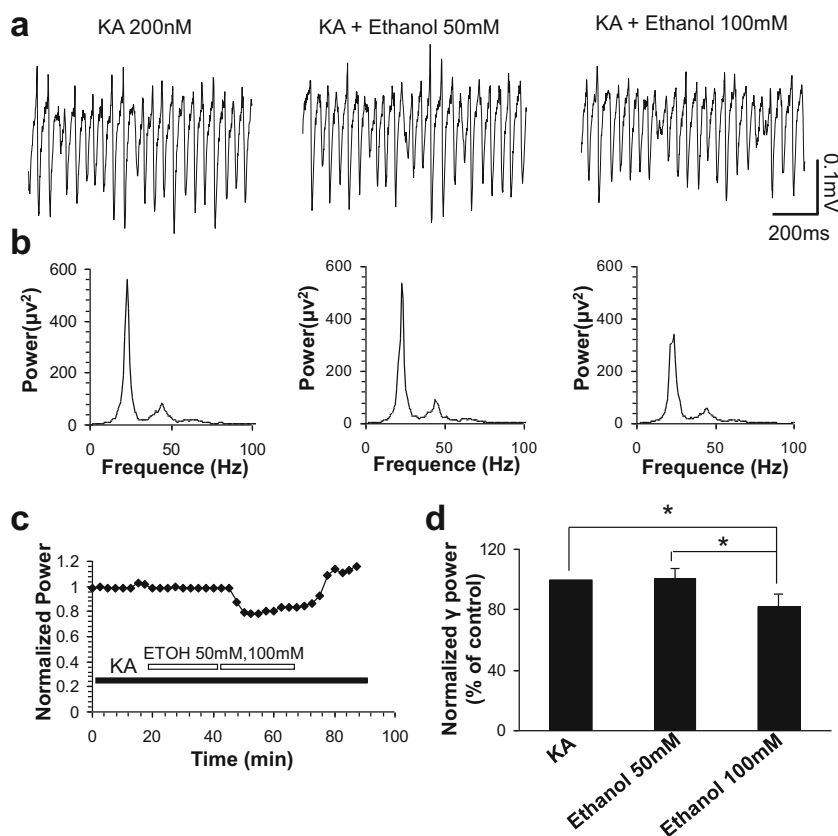 a
KA 200nM
KA + Ethanol 50mM
KA + Ethanol 100mM
0.1mV
200ms
b
Power(µv²)
600
400
200
0
0
50
100
Frequence (Hz)
Power(µv²)
600
400
200
0
0
50
100
Frequence (Hz)
Power(µv²)
600
400
200
0
0
50
100
Frequence (Hz)
c
Normalized Power
1.2
1
0.8
0.6
0.4
0.2
0
ETOH 50mM,100mM
KA
0
20
40
60
80
100
Time (min)
d
*
*
Normalized γ power
(% of control)
120
80
40
0
KA
Ethanol 50mM
Ethanol 100mM